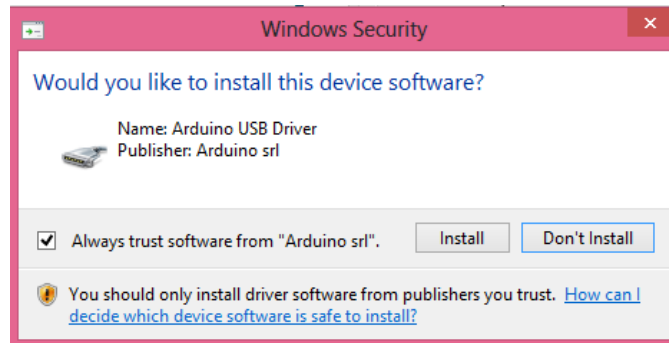 Windows Security
Would you like to install this device software?
Name: Arduino USB Driver
Publisher: Arduino srl
Always trust software from "Arduino srl".
Install
Don't Install
You should only install driver software from publishers you trust. How can I
decide which device software is safe to install?